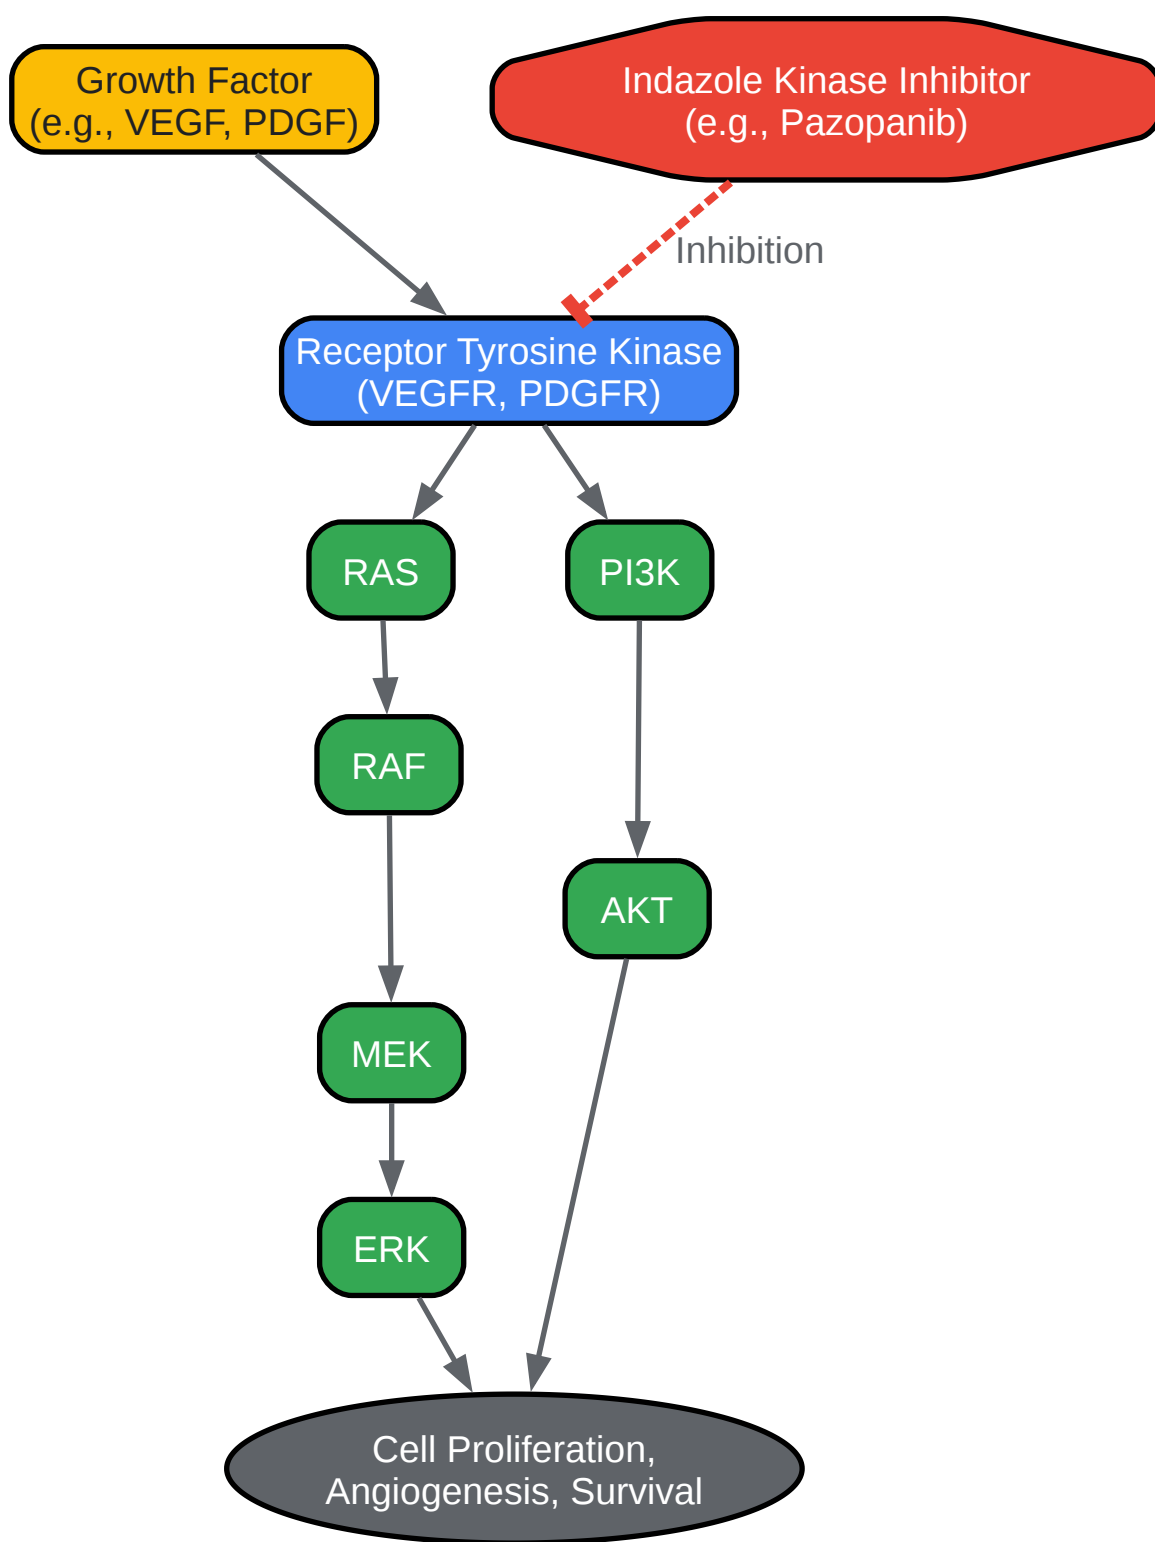 Growth Factor
(e.g., VEGF, PDGF)
Indazole Kinase Inhibitor
(e.g., Pazopanib)
Inhibition
Receptor Tyrosine Kinase
(VEGFR, PDGFR)
RAS
PI3K
RAF
AKT
MEK
ERK
Cell Proliferation,
Angiogenesis, Survival